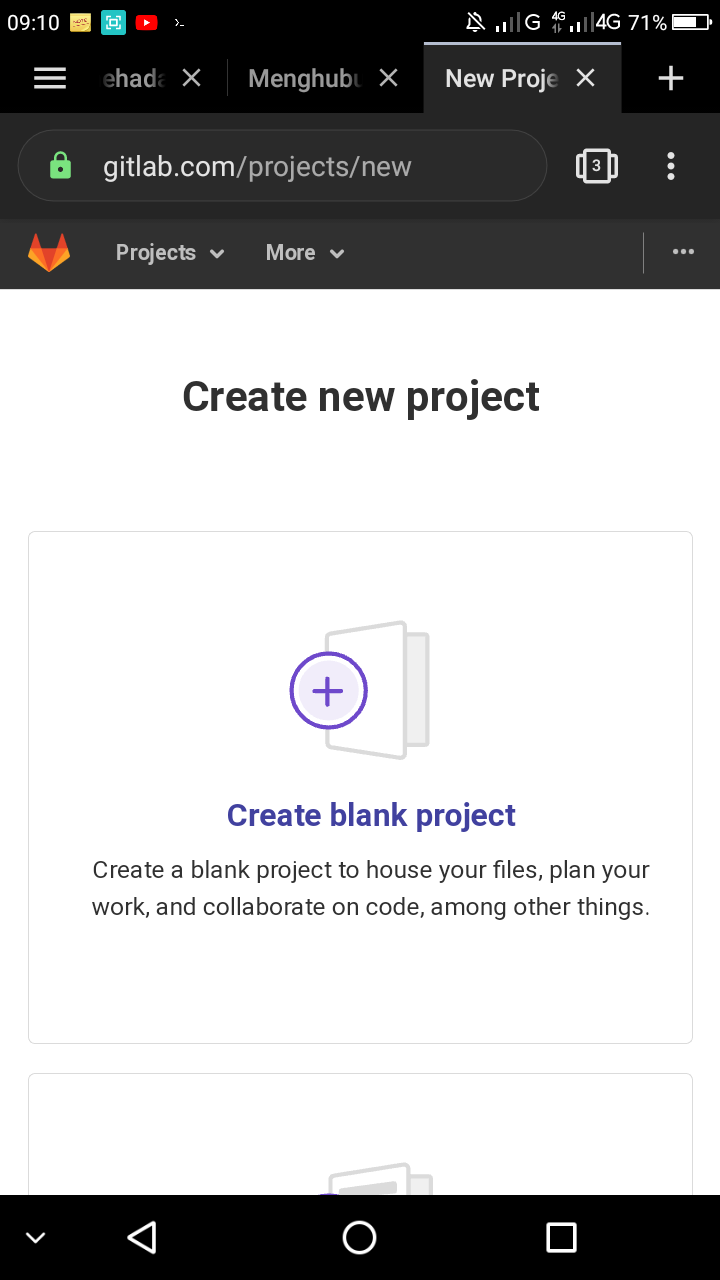 09:10 G 4G 4G 71%
ehada Menghubu New Proje
gitlab.com/projects/new 3
Projects More
Create new project
Create blank project
Create a blank project to house your files, plan your
work, and collaborate on code, among other things.